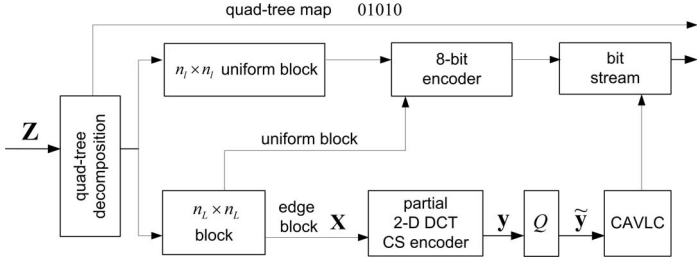 quad-tree map 01010
n_l × n_l uniform block
8-bit
encoder
bit
stream
Z
quad-tree
decomposition
uniform block
n_L × n_L
block
edge
block
X
partial
2-D DCT
CS encoder
y
Q
ỹ
CAVLC